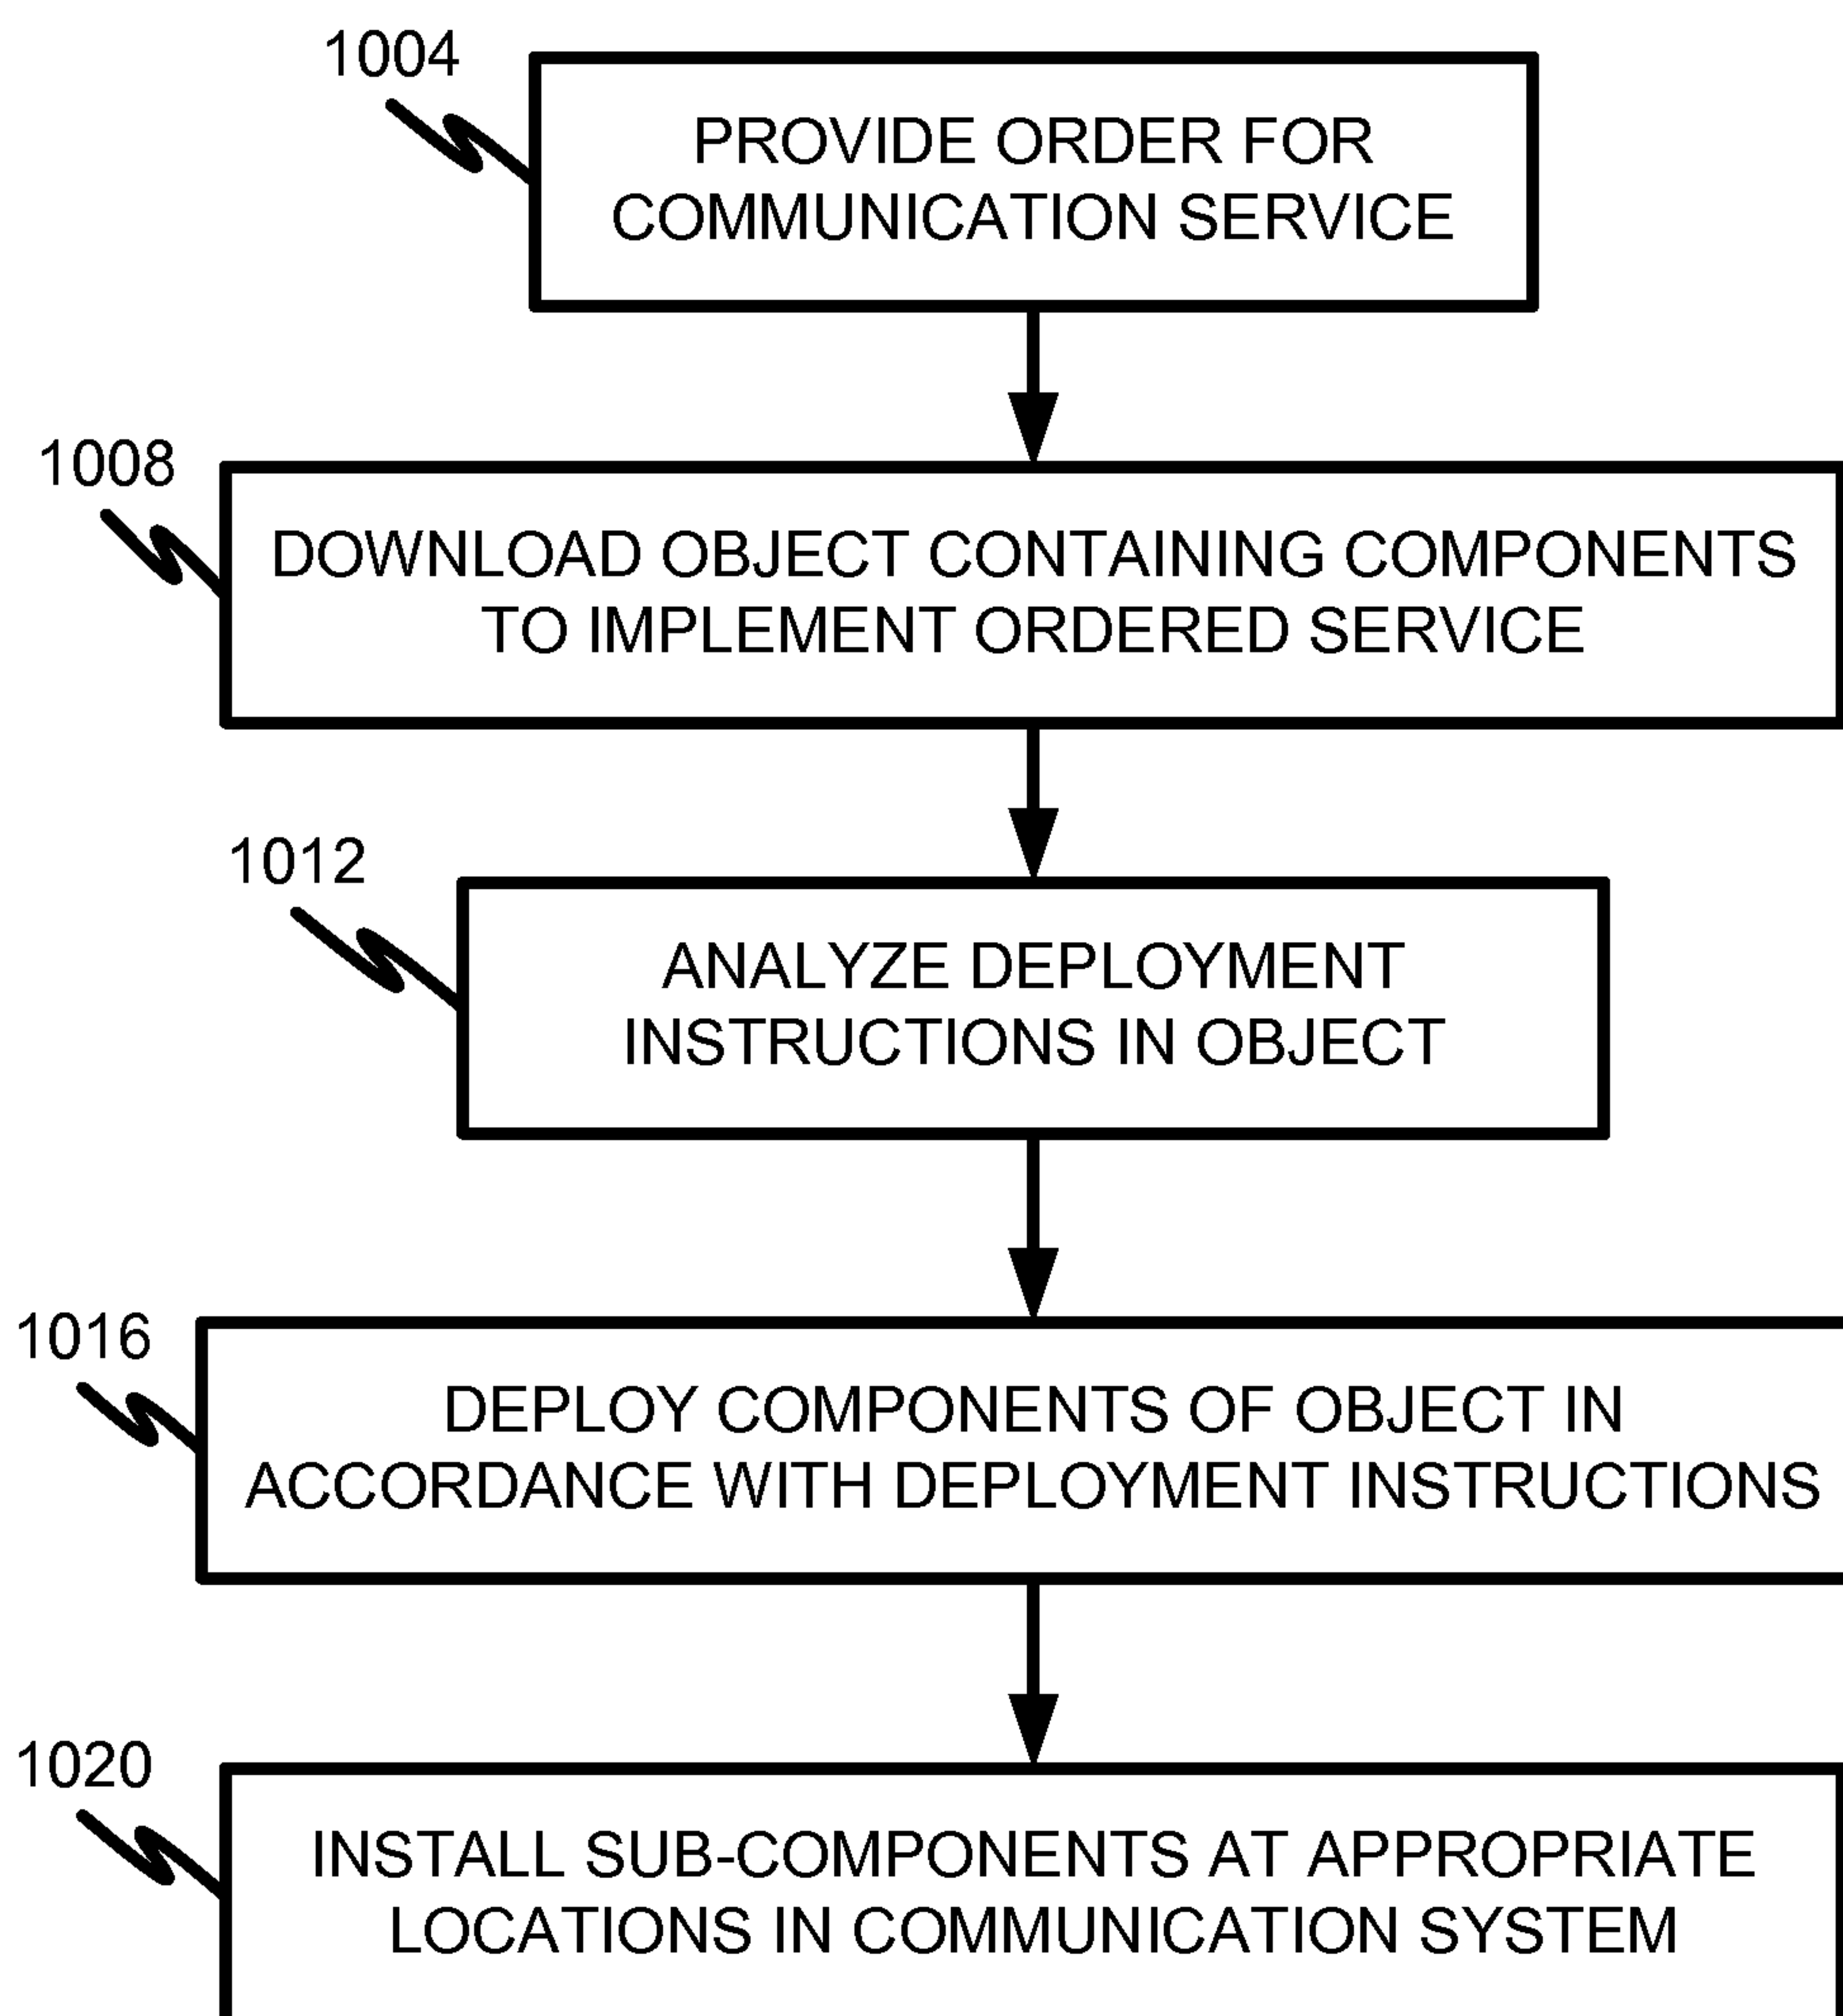 1004
PROVIDE ORDER FOR
COMMUNICATION SERVICE
1008
DOWNLOAD OBJECT CONTAINING COMPONENTS
TO IMPLEMENT ORDERED SERVICE
1012
ANALYZE DEPLOYMENT
INSTRUCTIONS IN OBJECT
1016
DEPLOY COMPONENTS OF OBJECT IN
ACCORDANCE WITH DEPLOYMENT INSTRUCTIONS
1020
INSTALL SUB-COMPONENTS AT APPROPRIATE
LOCATIONS IN COMMUNICATION SYSTEM